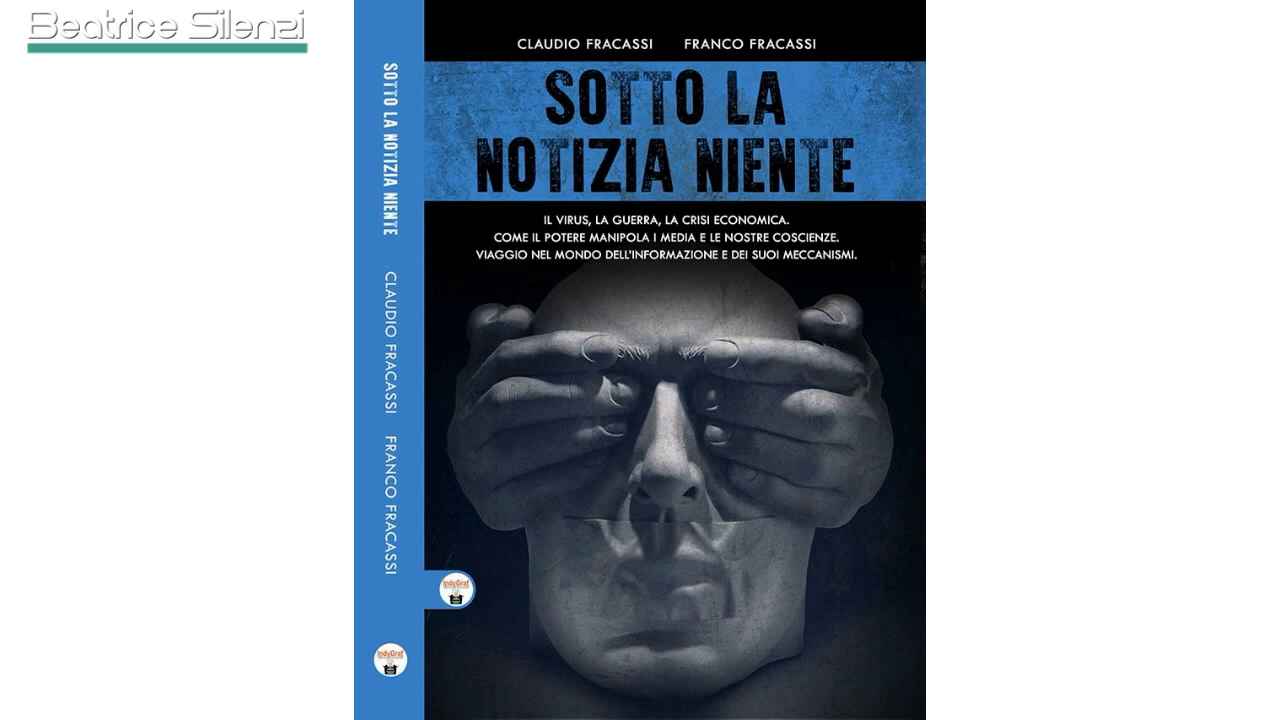 Beatrice Silenzi
CLAUDIO FRACASSI FRANCO FRACASSI
SOTTO LA
NOTIZIA NIENTE
IL VIRUS, LA GUERRA, LA CRISI ECONOMICA.
COME IL POTERE MANIPOLA I MEDIA E LE NOSTRE COSCIENZE.
VIAGGIO NEL MONDO DELL'INFORMAZIONE E DEI SUOI MECCANISMI.
SOTTO LA NOTIZIA NIENTE CLAUDIO FRACASSI FRANCO FRACASSI
IndyGraf
IndyGraf